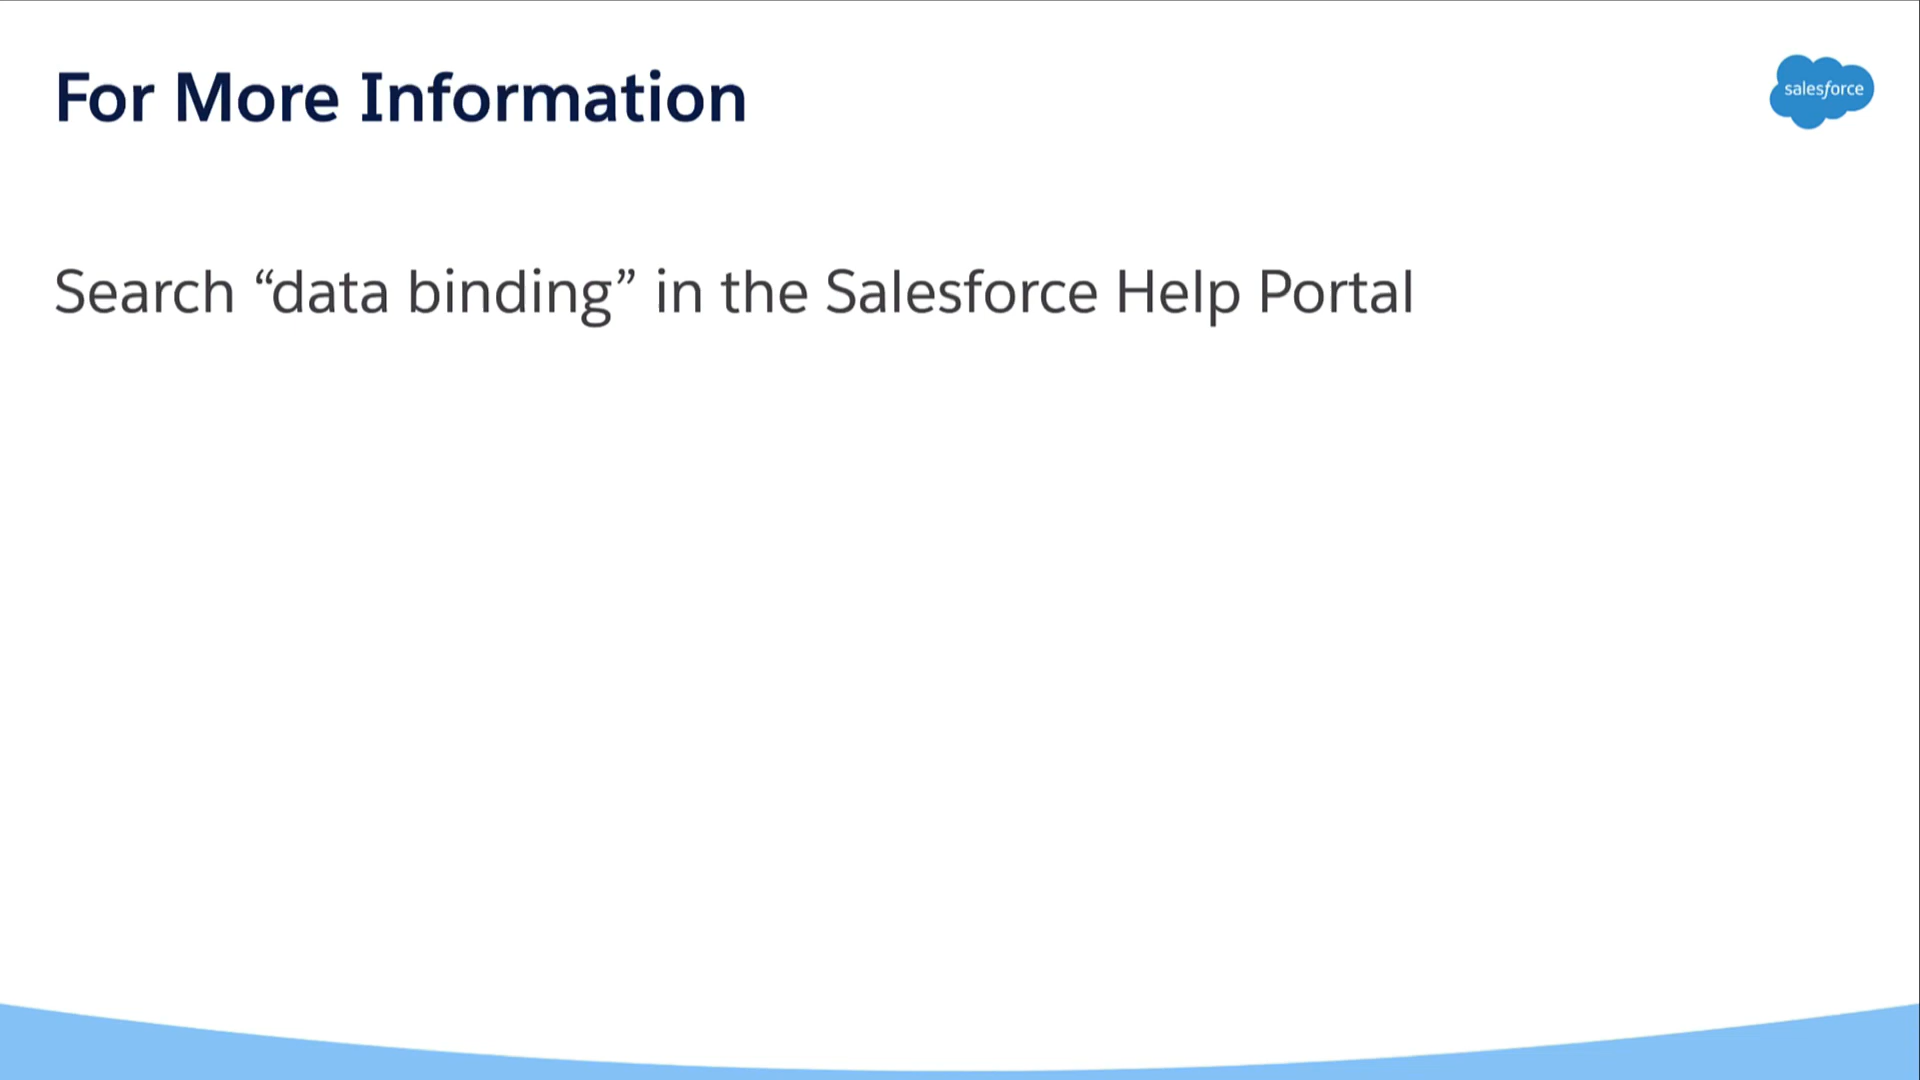 For More Information
salesforce
Search “data binding” in the Salesforce Help Portal